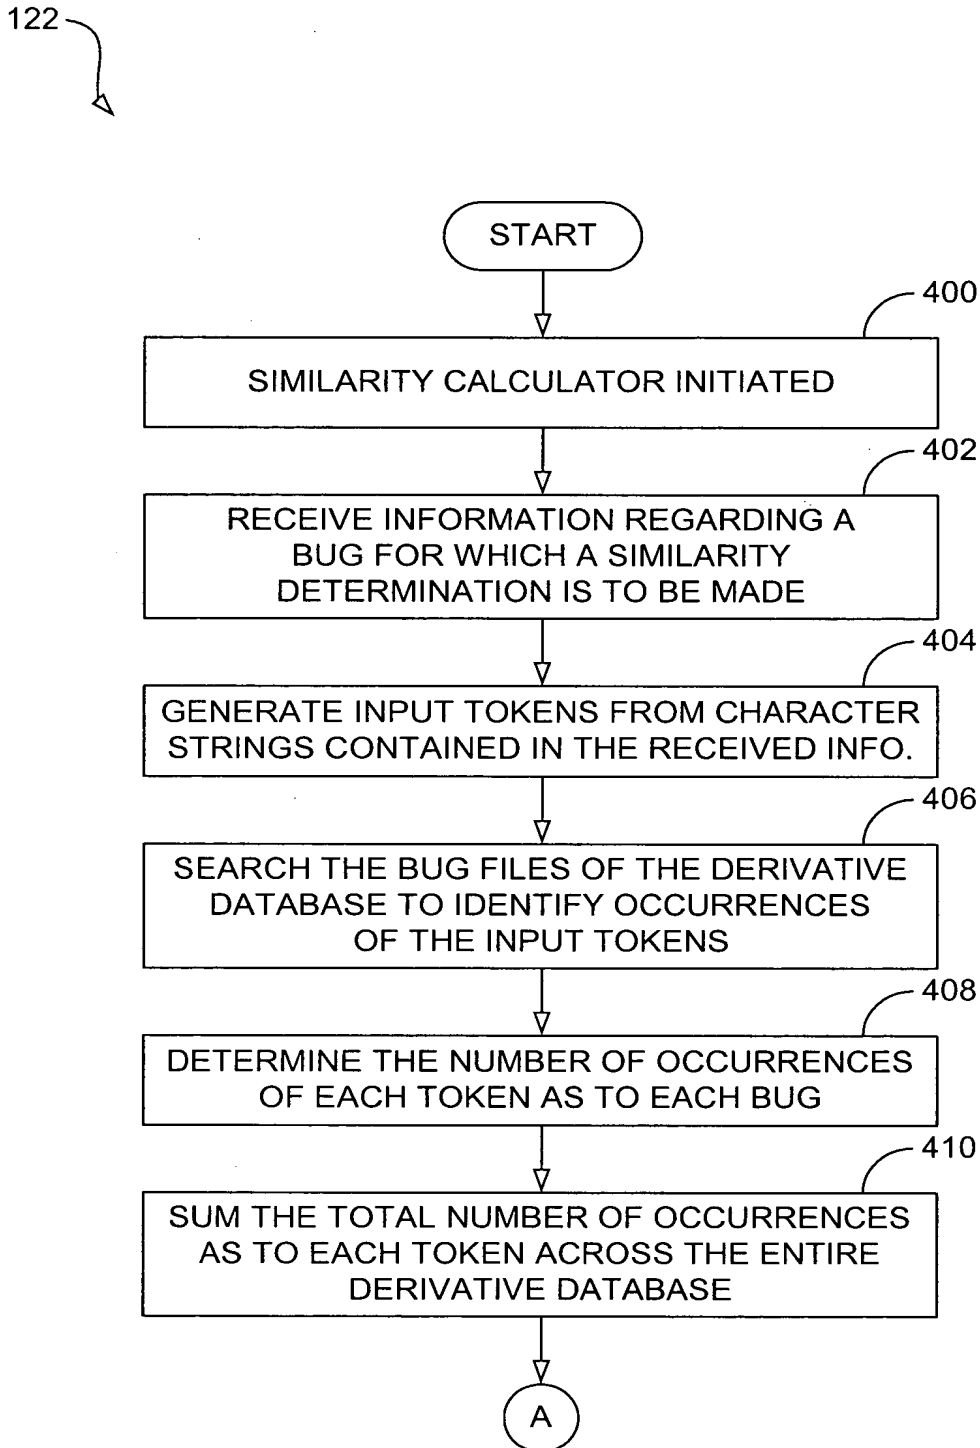 122
START
400
SIMILARITY CALCULATOR INITIATED
402
RECEIVE INFORMATION REGARDING A
BUG FOR WHICH A SIMILARITY
DETERMINATION IS TO BE MADE
404
GENERATE INPUT TOKENS FROM CHARACTER
STRINGS CONTAINED IN THE RECEIVED INFO.
406
SEARCH THE BUG FILES OF THE DERIVATIVE
DATABASE TO IDENTIFY OCCURRENCES
OF THE INPUT TOKENS
408
DETERMINE THE NUMBER OF OCCURRENCES
OF EACH TOKEN AS TO EACH BUG
410
SUM THE TOTAL NUMBER OF OCCURRENCES
AS TO EACH TOKEN ACROSS THE ENTIRE
DERIVATIVE DATABASE
A